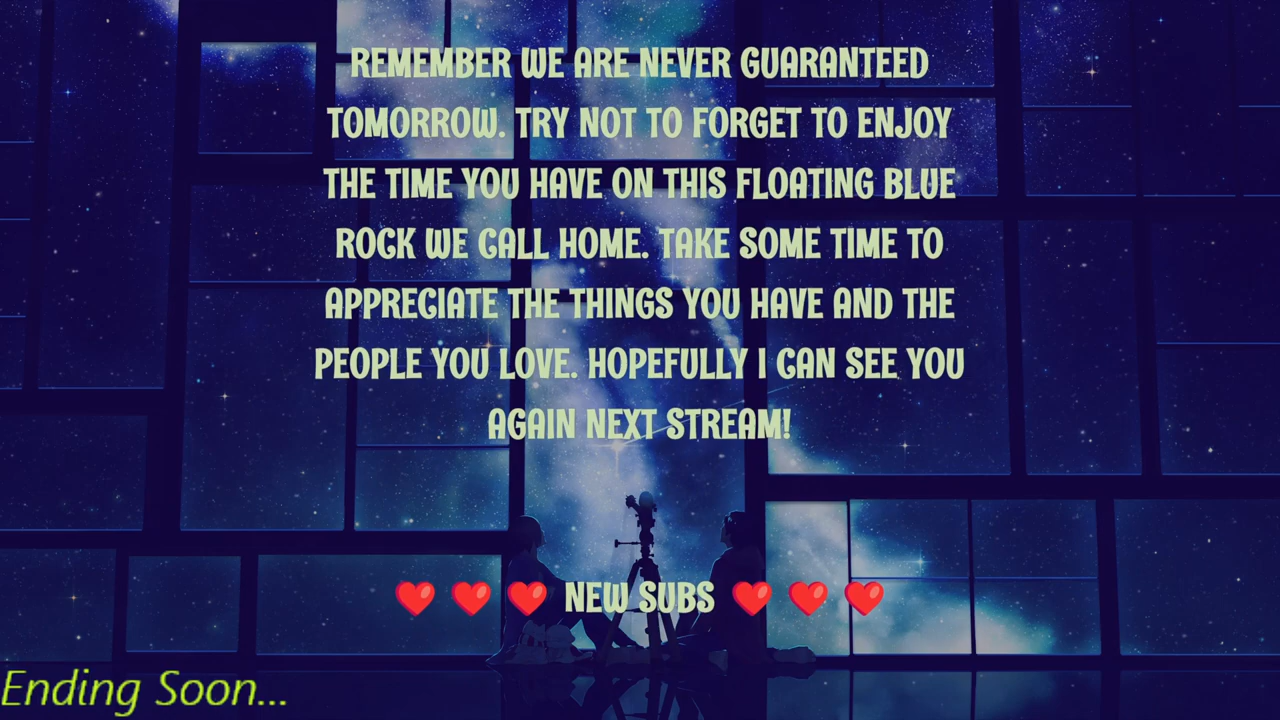 REMEMBER WE ARE NEVER GUARANTEED
TOMORROW. TRY NOT TO FORGET TO ENJOY
THE TIME YOU HAVE ON THIS FLOATING BLUE
ROCK WE CALL HOME. TAKE SOME TIME TO
APPRECIATE THE THINGS YOU HAVE AND THE
PEOPLE YOU LOVE. HOPEFULLY I CAN SEE YOU
AGAIN NEXT STREAM!
❤️ ❤️ ❤️ NEW SUBS ❤️ ❤️ ❤️
Ending Soon...